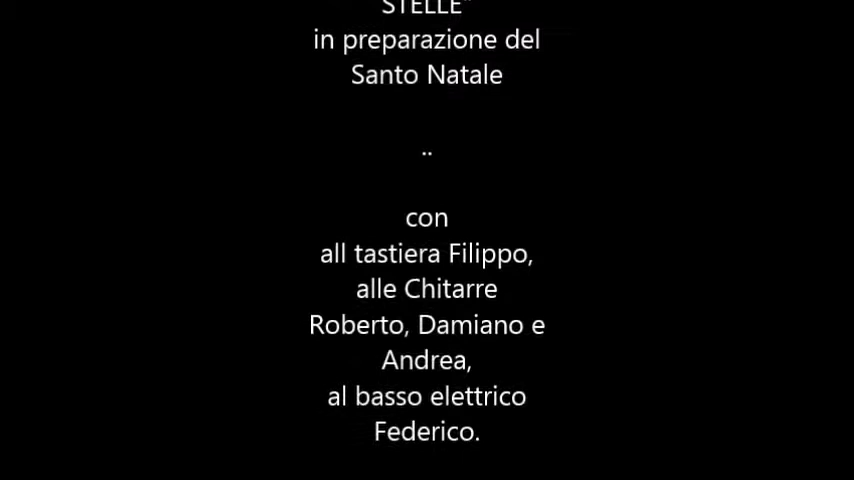 STELLE"
in preparazione del
Santo Natale
..
con
all tastiera Filippo,
alle Chitarre
Roberto, Damiano e
Andrea,
al basso elettrico
Federico.